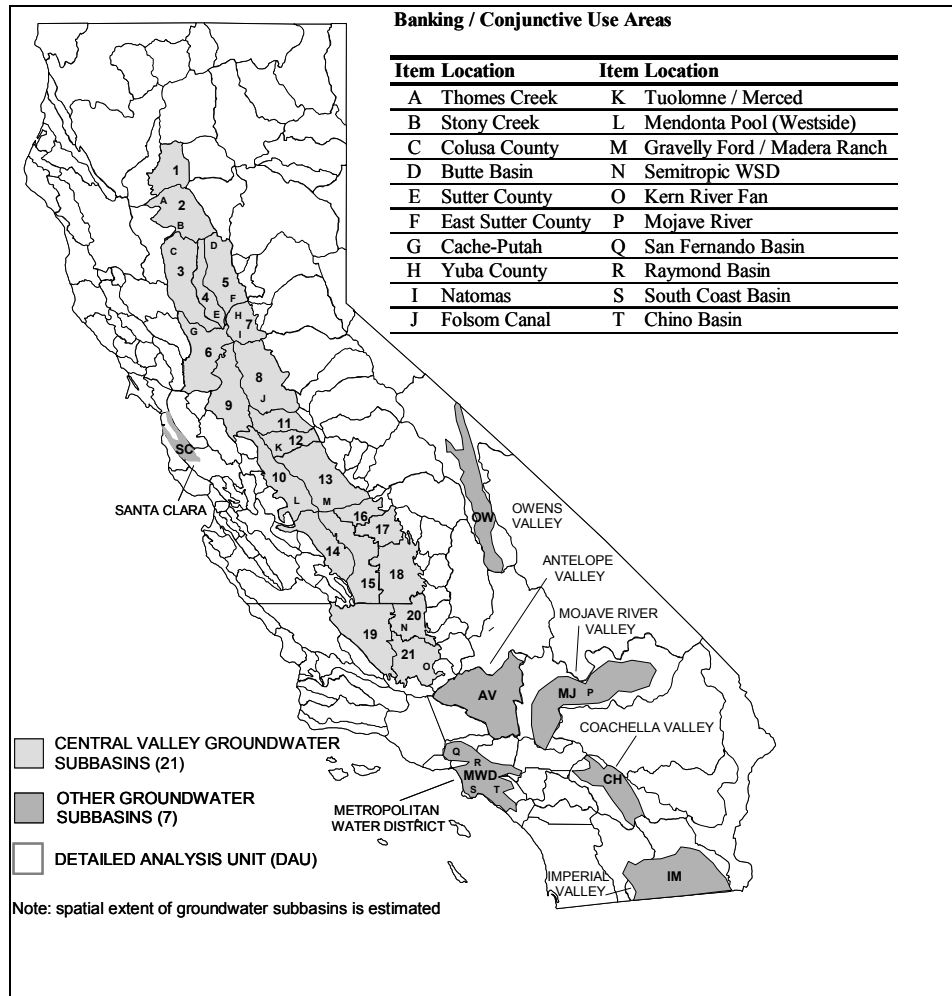 Banking / Conjunctive Use Areas
Item Location Item Location
A Thomes Creek K Tuolomne / Merced
B Stony Creek L Mendonta Pool (Westside)
C Colusa County M Gravelly Ford / Madera Ranch
D Butte Basin N Semitropic WSD
E Sutter County O Kern River Fan
F East Sutter County P Mojave River
G Cache-Putah Q San Fernando Basin
H Yuba County R Raymond Basin
I Natomas S South Coast Basin
J Folsom Canal T Chino Basin
1
A
2
B
C
D
3
5
4
F
E
H
7
G
I
6
8
J
9
11
12
K
SC
10
13
L
M
SANTA CLARA
16
17
OW
OWENS
VALLEY
14
15
18
ANTELOPE
VALLEY
20
N
19
MOJAVE RIVER
VALLEY
21
O
AV
MJ
P
COACHELLA VALLEY
CENTRAL VALLEY GROUNDWATER
SUBBASINS (21)
Q
R
MWD
S
T
CH
OTHER GROUNDWATER
SUBBASINS (7)
METROPOLITAN
WATER DISTRICT
DETAILED ANALYSIS UNIT (DAU)
IMPERIAL
VALLEY
IM
Note: spatial extent of groundwater subbasins is estimated